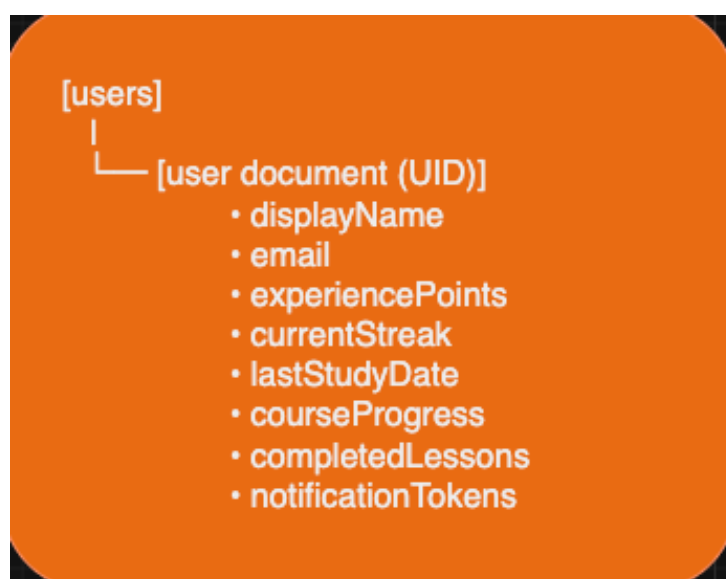 [users]
|
└── [user document (UID)]
• displayName
• email
• experiencePoints
• currentStreak
• lastStudyDate
• courseProgress
• completedLessons
• notificationTokens